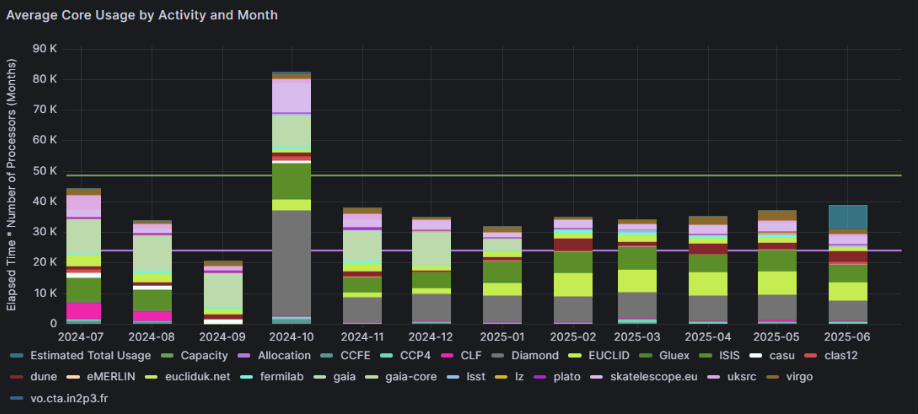 Average Core Usage by Activity and Month
Elapsed Time * Number of Processors (Months)
90 K
80 K
70 K
60 K
50 K
40 K
30 K
20 K
10 K
0
2024-07 2024-08 2024-09 2024-10 2024-11 2024-12 2025-01 2025-02 2025-03 2025-04 2025-05 2025-06
Estimated Total Usage Capacity Allocation CCFE CCP4 CLF Diamond EUCLID Gluex ISIS casu clas12
dune eMERLIN eucliduk.net fermilab gaia gaia-core lsst lz plato skatelescope.eu uksrc virgo
vo.cta.in2p3.fr